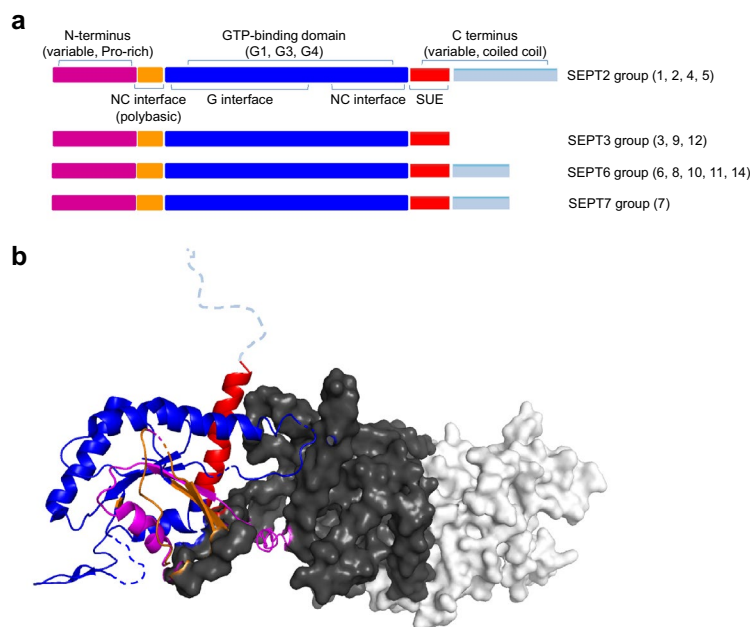 a
N-terminus
(variable, Pro-rich)
GTP-binding domain
(G1, G3, G4)
C terminus
(variable, coiled coil)
SEPT2 group (1, 2, 4, 5)
NC interface
(polybasic)
G interface
NC interface
SUE
SEPT3 group (3, 9, 12)
SEPT6 group (6, 8, 10, 11, 14)
SEPT7 group (7)
b